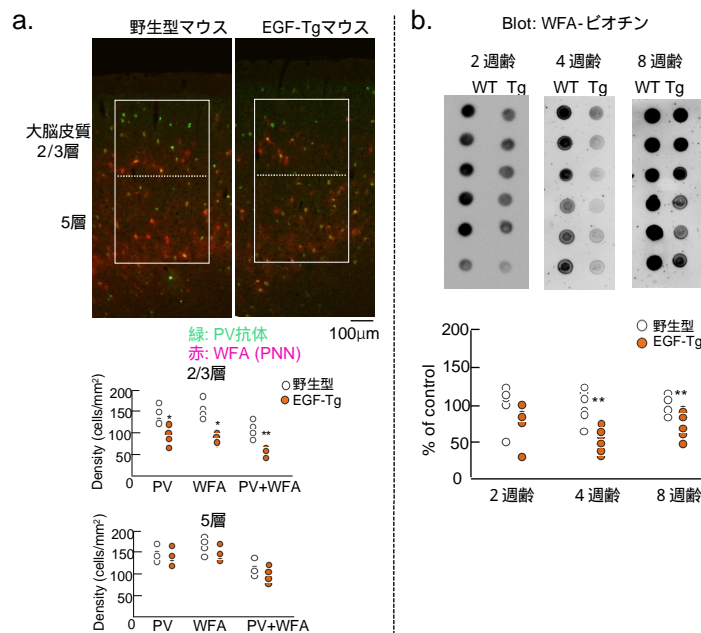 a.
野生型マウス
EGF-Tgマウス
大脳皮質
2/3層
5層
100μm
緑: PV抗体
赤: WFA (PNN)
2/3層
野生型
EGF-Tg
Density (cells/mm²)
200
150
100
50
*
*
**
PV
WFA
PV+WFA
5層
Density (cells/mm²)
200
150
100
50
PV
WFA
PV+WFA
b.
Blot: WFA-ビオチン
2 週齢
4 週齢
8 週齢
WT Tg
WT Tg
WT Tg
野生型
EGF-Tg
% of control
200
150
100
50
0
**
**
2 週齢
4 週齢
8 週齢